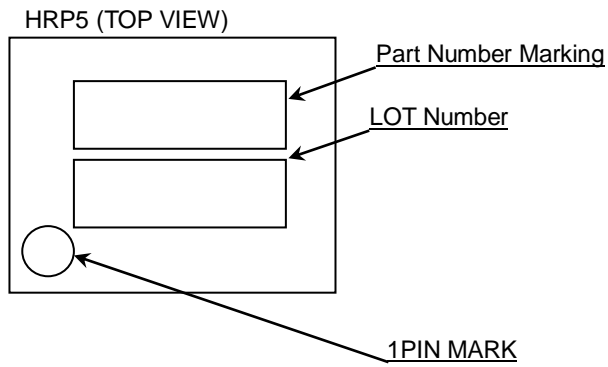 HRP5 (TOP VIEW)
Part Number Marking
LOT Number
1PIN MARK